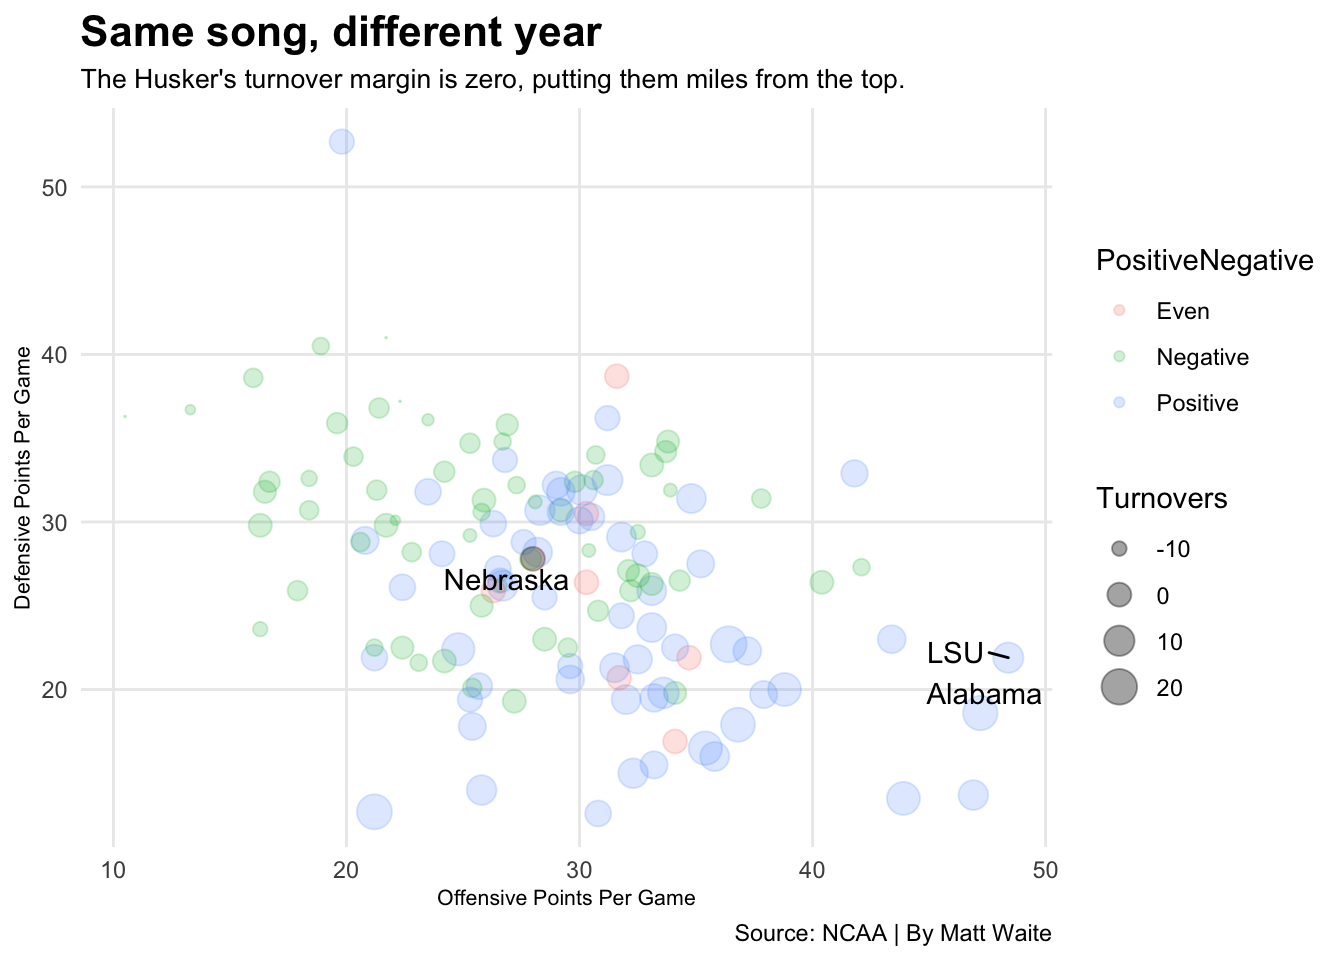 Same song, different year
The Husker's turnover margin is zero, putting them miles from the top.
Defensive Points Per Game
50
40
30
20
Nebraska
LSU
Alabama
10
20
30
40
50
Offensive Points Per Game
PositiveNegative
Even
Negative
Positive
Turnovers
-10
0
10
20
Source: NCAA | By Matt Waite